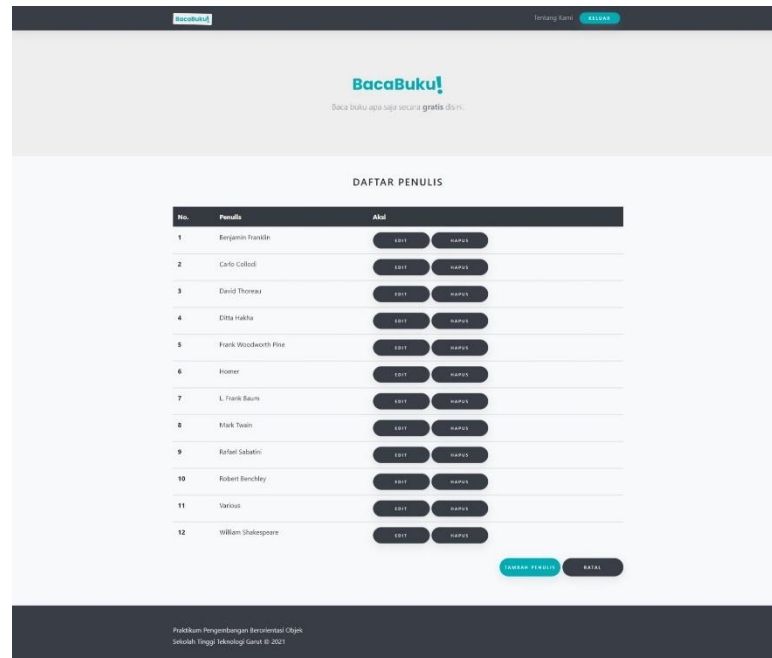 BacaBuku!
Tentang Kami KELUAR
BacaBuku!
Baca buku apa saja secara gratis disini.
DAFTAR PENULIS
No. Penulis Aksi
1 Benjamin Franklin EDIT HAPUS
2 Carlo Collodi EDIT HAPUS
3 David Thoreau EDIT HAPUS
4 Ditta Hakha EDIT HAPUS
5 Frank Woodworth Pine EDIT HAPUS
6 Homer EDIT HAPUS
7 L. Frank Baum EDIT HAPUS
8 Mark Twain EDIT HAPUS
9 Rafael Sabatini EDIT HAPUS
10 Robert Benchley EDIT HAPUS
11 Various EDIT HAPUS
12 William Shakespeare EDIT HAPUS
TAMBAH PENULIS BATAL
Praktikum Pengembangan Berorientasi Objek
Sekolah Tinggi Teknologi Garut © 2021